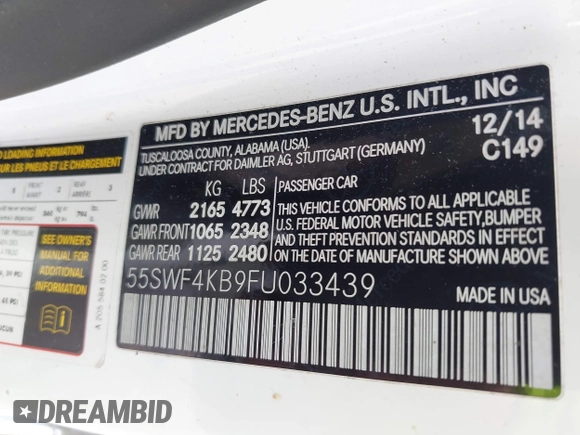 MFD BY MERCEDES-BENZ U.S. INTL., INC
TUSCALOOSA COUNTY, ALABAMA (USA).
UNDER CONTRACT FOR DAIMLER AG, STUTTGART (GERMANY)
12/14
C149
KG LBS
GVWR 2165 4773
GAWR FRONT 1065 2348
GAWR REAR 1125 2480
PASSENGER CAR
THIS VEHICLE CONFORMS TO ALL APPLICABLE
U.S. FEDERAL MOTOR VEHICLE SAFETY, BUMPER
AND THEFT PREVENTION STANDARDS IN EFFECT
ON THE DATE OF MANUFACTURE SHOWN ABOVE.
55SWF4KB9FU033439
MADE IN USA
LOADING INFORMATION
SUR LES PNEUS ET LE CHARGEMENT
SEE OWNER'S
MANUAL FOR
ADDITIONAL
INFORMATION
A 205 584 07 00
DREAMBID